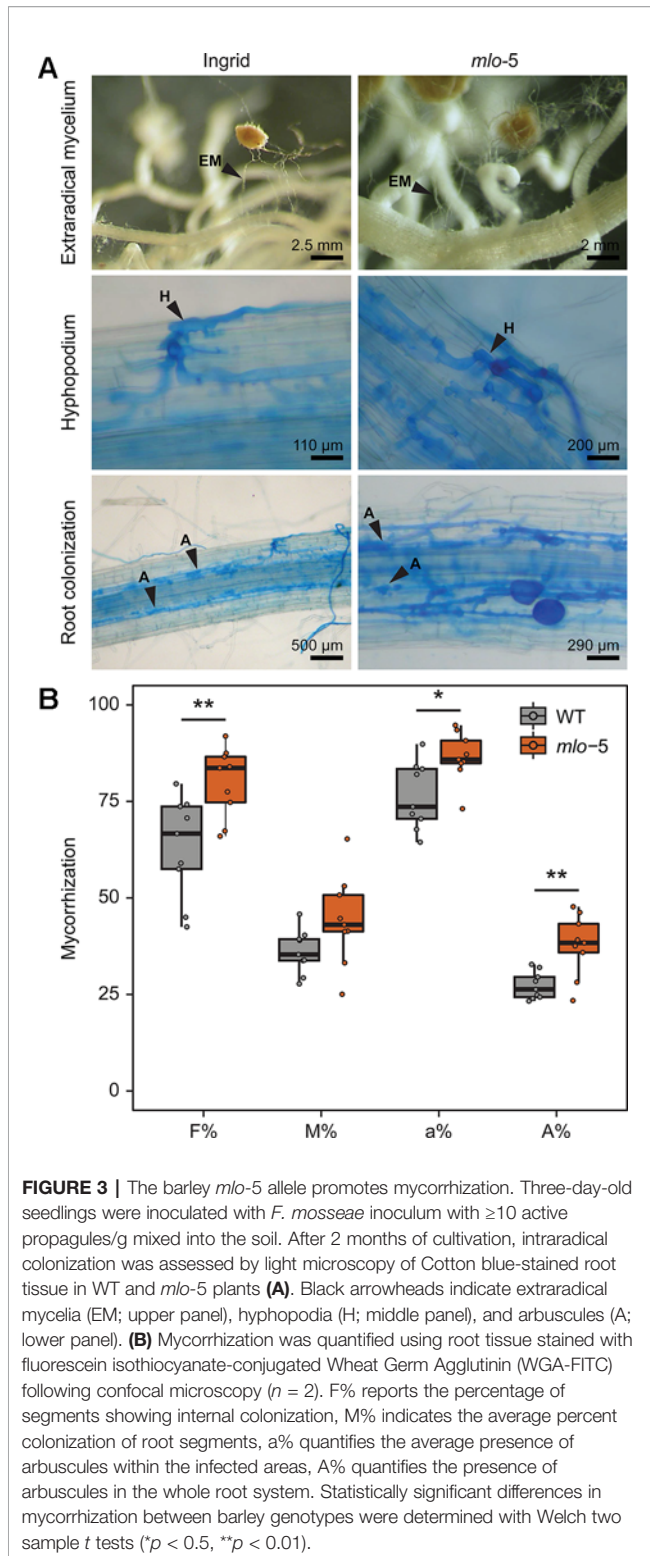 A
Ingrid
mlo-5
Extraradical mycelium
EM
2.5 mm
EM
2 mm
Hyphopodium
H
110 µm
H
200 µm
Root colonization
A
A
500 µm
A
A
290 µm
B
Mycorrhization
100
75
50
25
0
**
*
**
WT
mlo-5
F%
M%
a%
A%
FIGURE 3 | The barley mlo-5 allele promotes mycorrhization. Three-day-old
seedlings were inoculated with F. mosseae inoculum with ≥10 active
propagules/g mixed into the soil. After 2 months of cultivation, intraradical
colonization was assessed by light microscopy of Cotton blue-stained root
tissue in WT and mlo-5 plants (A). Black arrowheads indicate extraradical
mycelia (EM; upper panel), hyphopodia (H; middle panel), and arbuscules (A;
lower panel). (B) Mycorrhization was quantified using root tissue stained with
fluorescein isothiocyanate-conjugated Wheat Germ Agglutinin (WGA-FITC)
following confocal microscopy (n = 2). F% reports the percentage of
segments showing internal colonization, M% indicates the average percent
colonization of root segments, a% quantifies the average presence of
arbuscules within the infected areas, A% quantifies the presence of
arbuscules in the whole root system. Statistically significant differences in
mycorrhization between barley genotypes were determined with Welch two
sample t tests (*p < 0.5, **p < 0.01).